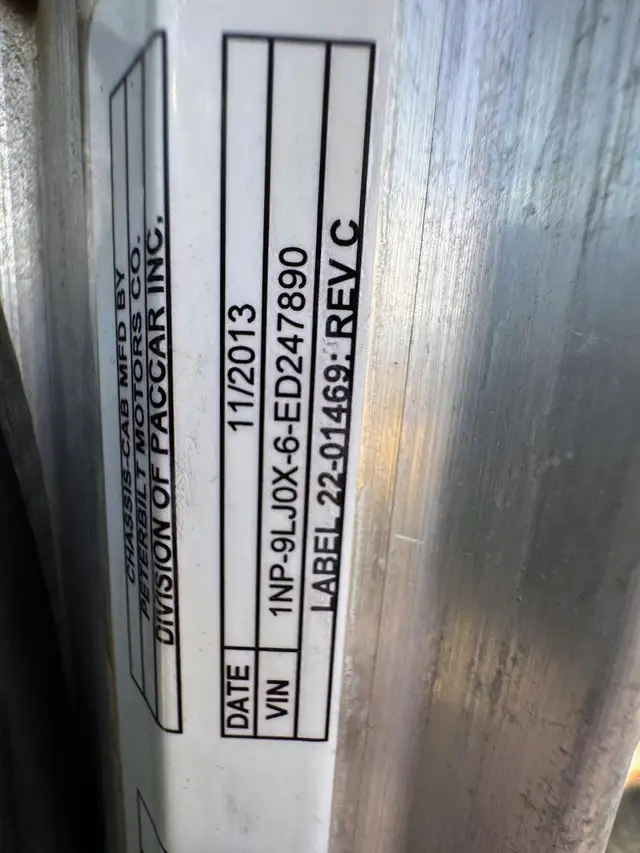 CHASSIS-CAB MFD BY
PETERBILT MOTORS CO.
DIVISION OF PACCAR INC.
DATE 11/2013
VIN 1NP-9LJ0X-6-ED247890
LABEL 22-01469: REV C